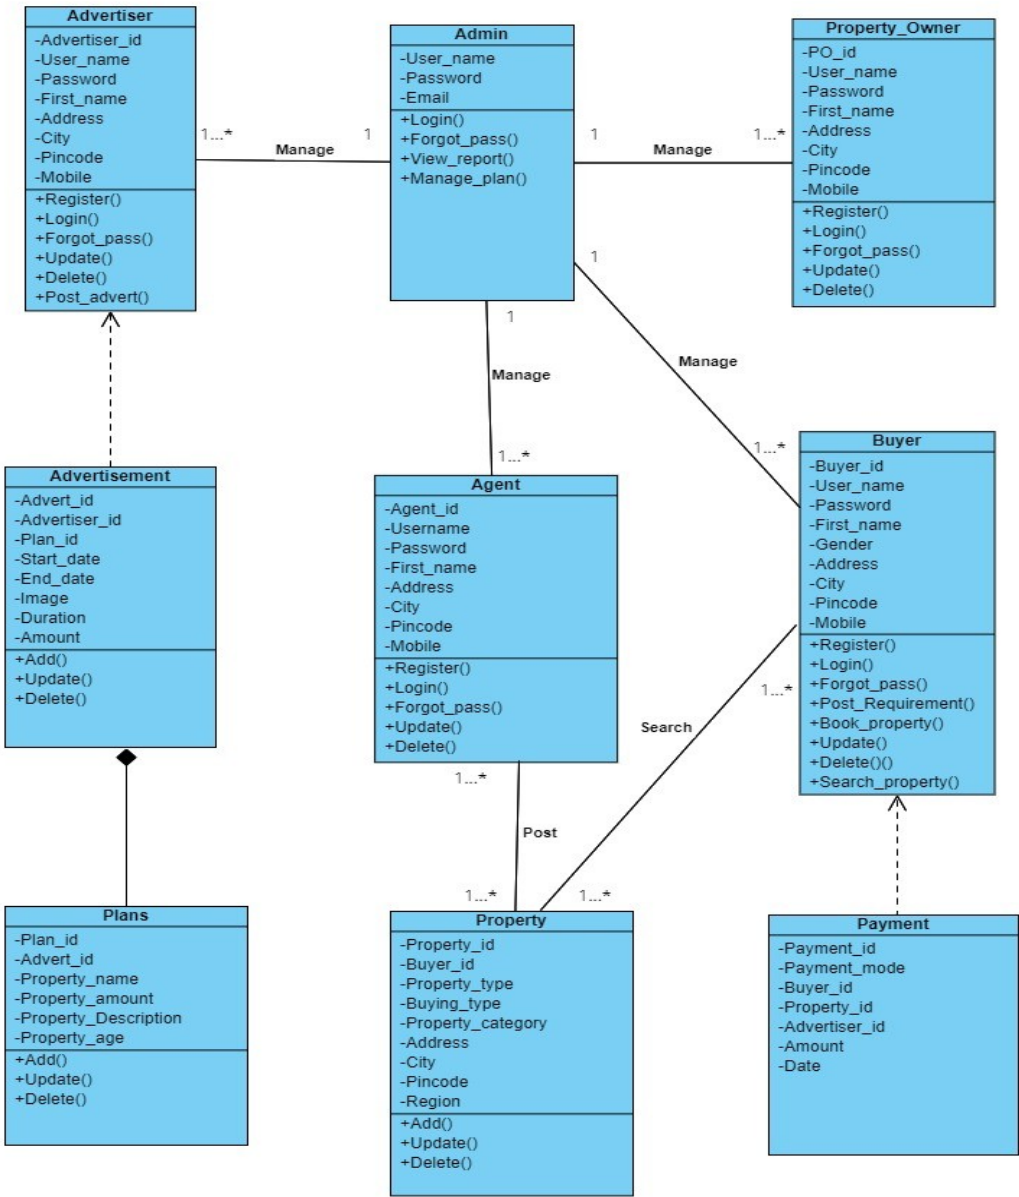 Advertiser
-Advertiser_id
-User_name
-Password
-First_name
-Address
-City
-Pincode
-Mobile
+Register()
+Login()
+Forgot_pass()
+Update()
+Delete()
+Post_advert()
1...*
Manage
1
Admin
-User_name
-Password
-Email
+Login()
+Forgot_pass()
+View_report()
+Manage_plan()
1
Manage
1...*
Property_Owner
-PO_id
-User_name
-Password
-First_name
-Address
-City
-Pincode
-Mobile
+Register()
+Login()
+Forgot_pass()
+Update()
+Delete()
1
Manage
1...*
1
Manage
1...*
Advertisement
-Advert_id
-Advertiser_id
-Plan_id
-Start_date
-End_date
-Image
-Duration
-Amount
+Add()
+Update()
+Delete()
Agent
-Agent_id
-Username
-Password
-First_name
-Address
-City
-Pincode
-Mobile
+Register()
+Login()
+Forgot_pass()
+Update()
+Delete()
Buyer
-Buyer_id
-User_name
-Password
-First_name
-Gender
-Address
-City
-Pincode
-Mobile
+Register()
+Login()
+Forgot_pass()
+Post_Requirement()
+Book_property()
+Update()
+Delete()()
+Search_property()
1...*
Search
1...*
1...*
Post
1...*
Plans
-Plan_id
-Advert_id
-Property_name
-Property_amount
-Property_Description
-Property_age
+Add()
+Update()
+Delete()
Property
-Property_id
-Buyer_id
-Property_type
-Buying_type
-Property_category
-Address
-City
-Pincode
-Region
+Add()
+Update()
+Delete()
Payment
-Payment_id
-Payment_mode
-Buyer_id
-Property_id
-Advertiser_id
-Amount
-Date